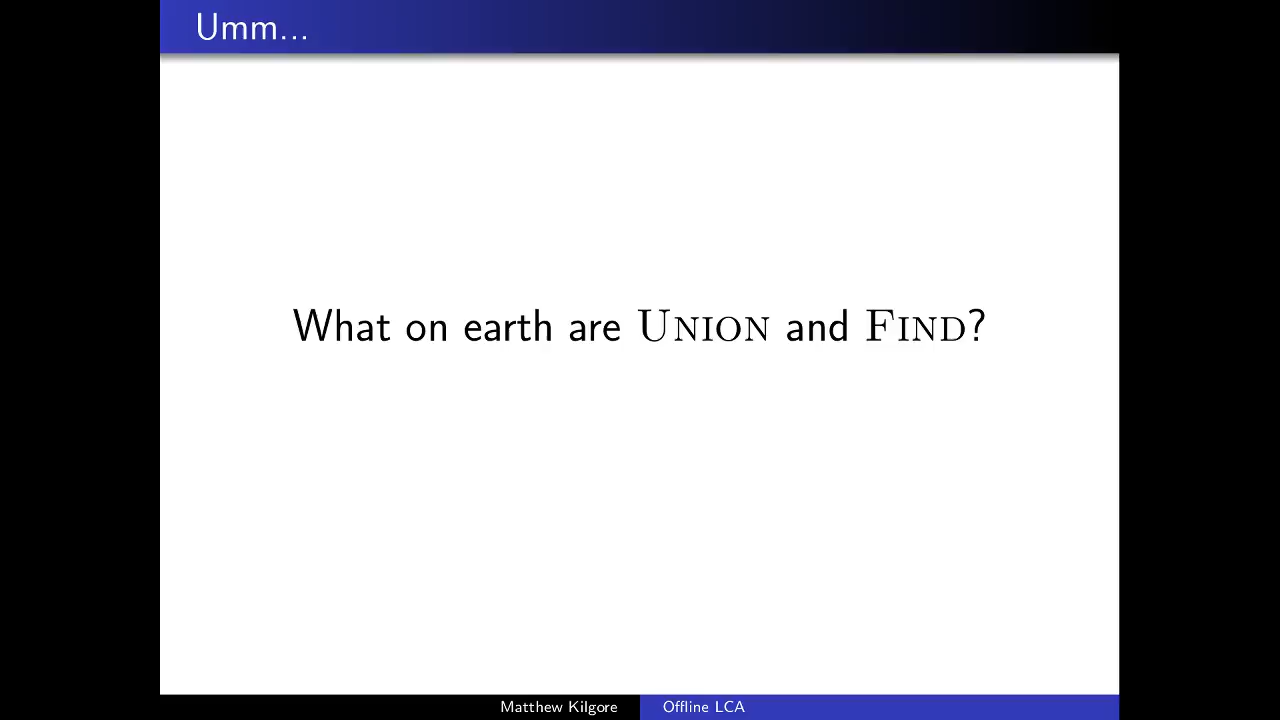 Umm...
What on earth are Union and Find?
Matthew Kilgore
Offline LCA